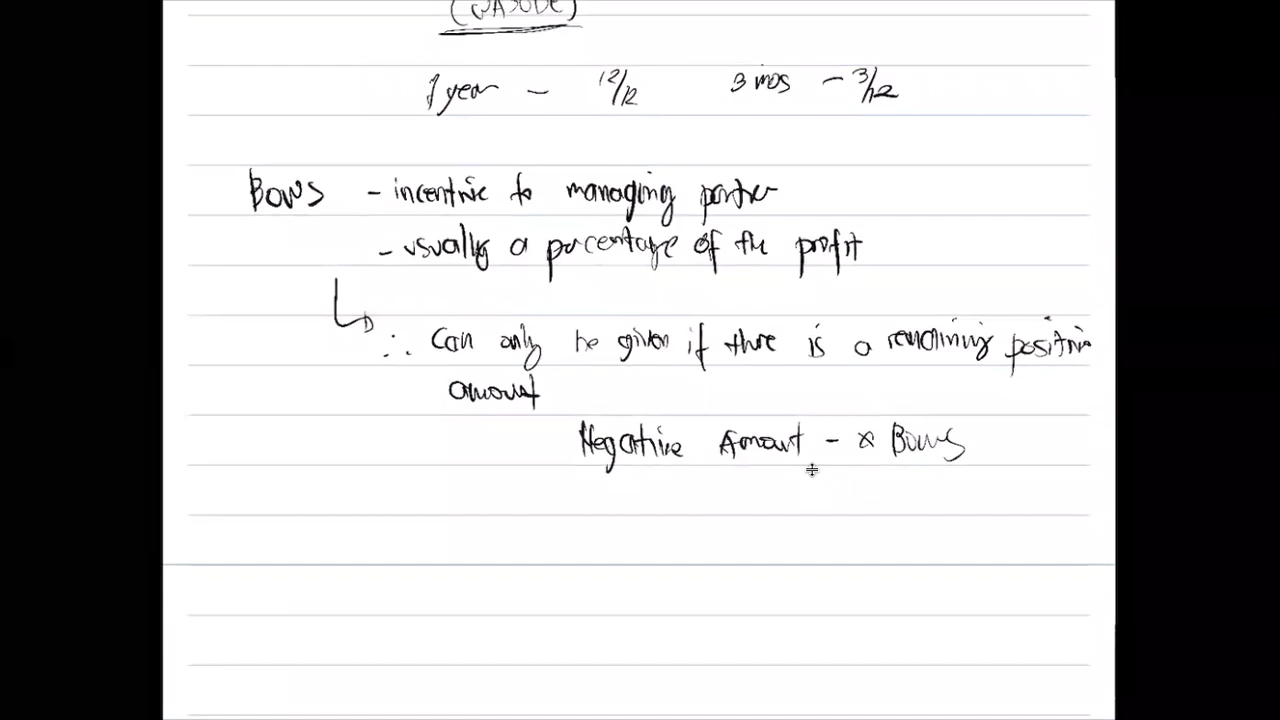 1 year - 12/12 3 mos - 3/12
Bonus - incentive to managing partner
- usually a percentage of the profit
∴ Can only be given if there is a remaining positive
amount
Negative Amount - x Bonus